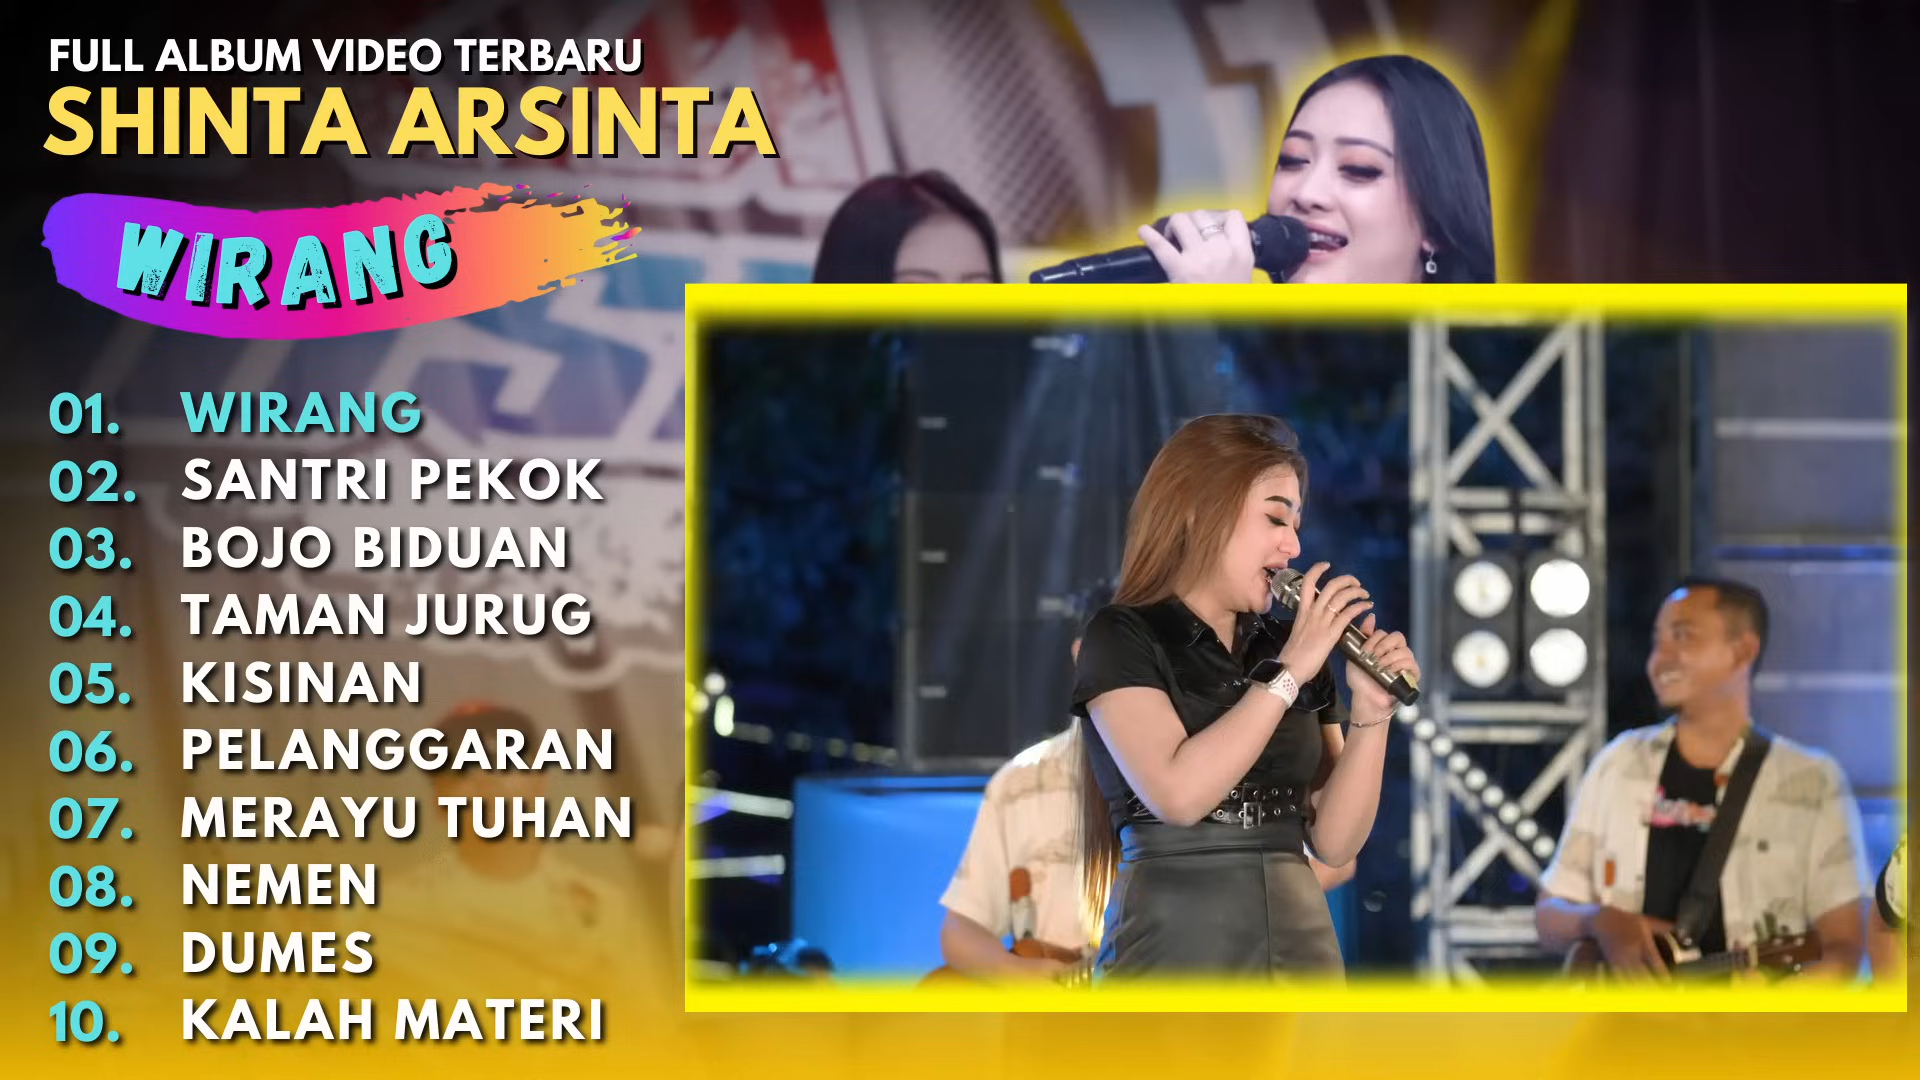 FULL ALBUM VIDEO TERBARU
SHINTA ARSINTA
WIRANG
01. WIRANG
02. SANTRI PEKOK
03. BOJO BIDUAN
04. TAMAN JURUG
05. KISINAN
06. PELANGGARAN
07. MERAYU TUHAN
08. NEMEN
09. DUMES
10. KALAH MATERI